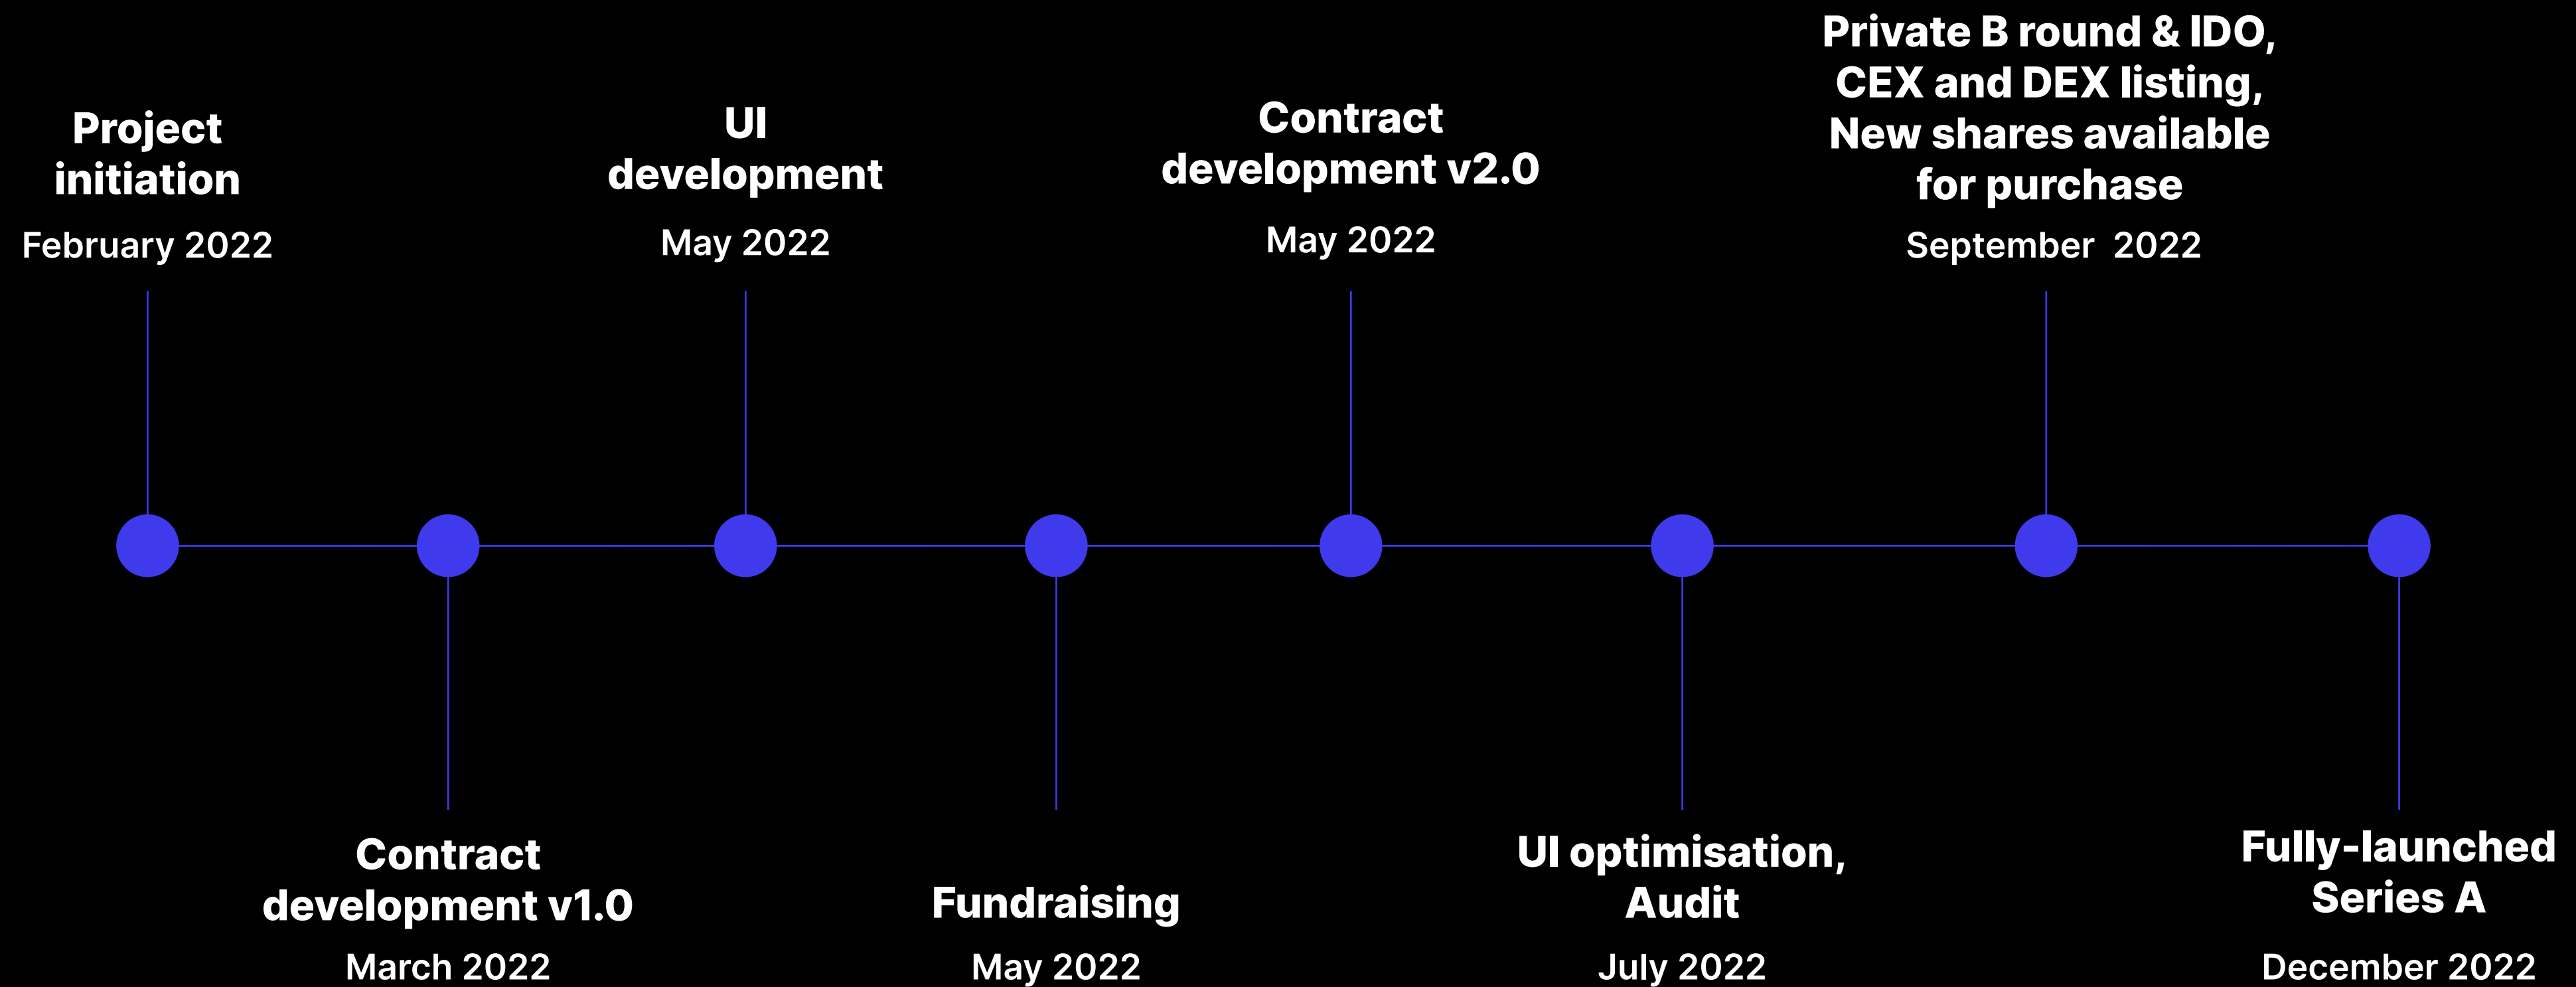 Project
initiation
February 2022
Contract
development v1.0
March 2022
UI
development
May 2022
Fundraising
May 2022
Contract
development v2.0
May 2022
UI optimisation,
Audit
July 2022
Private B round & IDO,
CEX and DEX listing,
New shares available
for purchase
September  2022
Fully-launched
Series A
December 2022